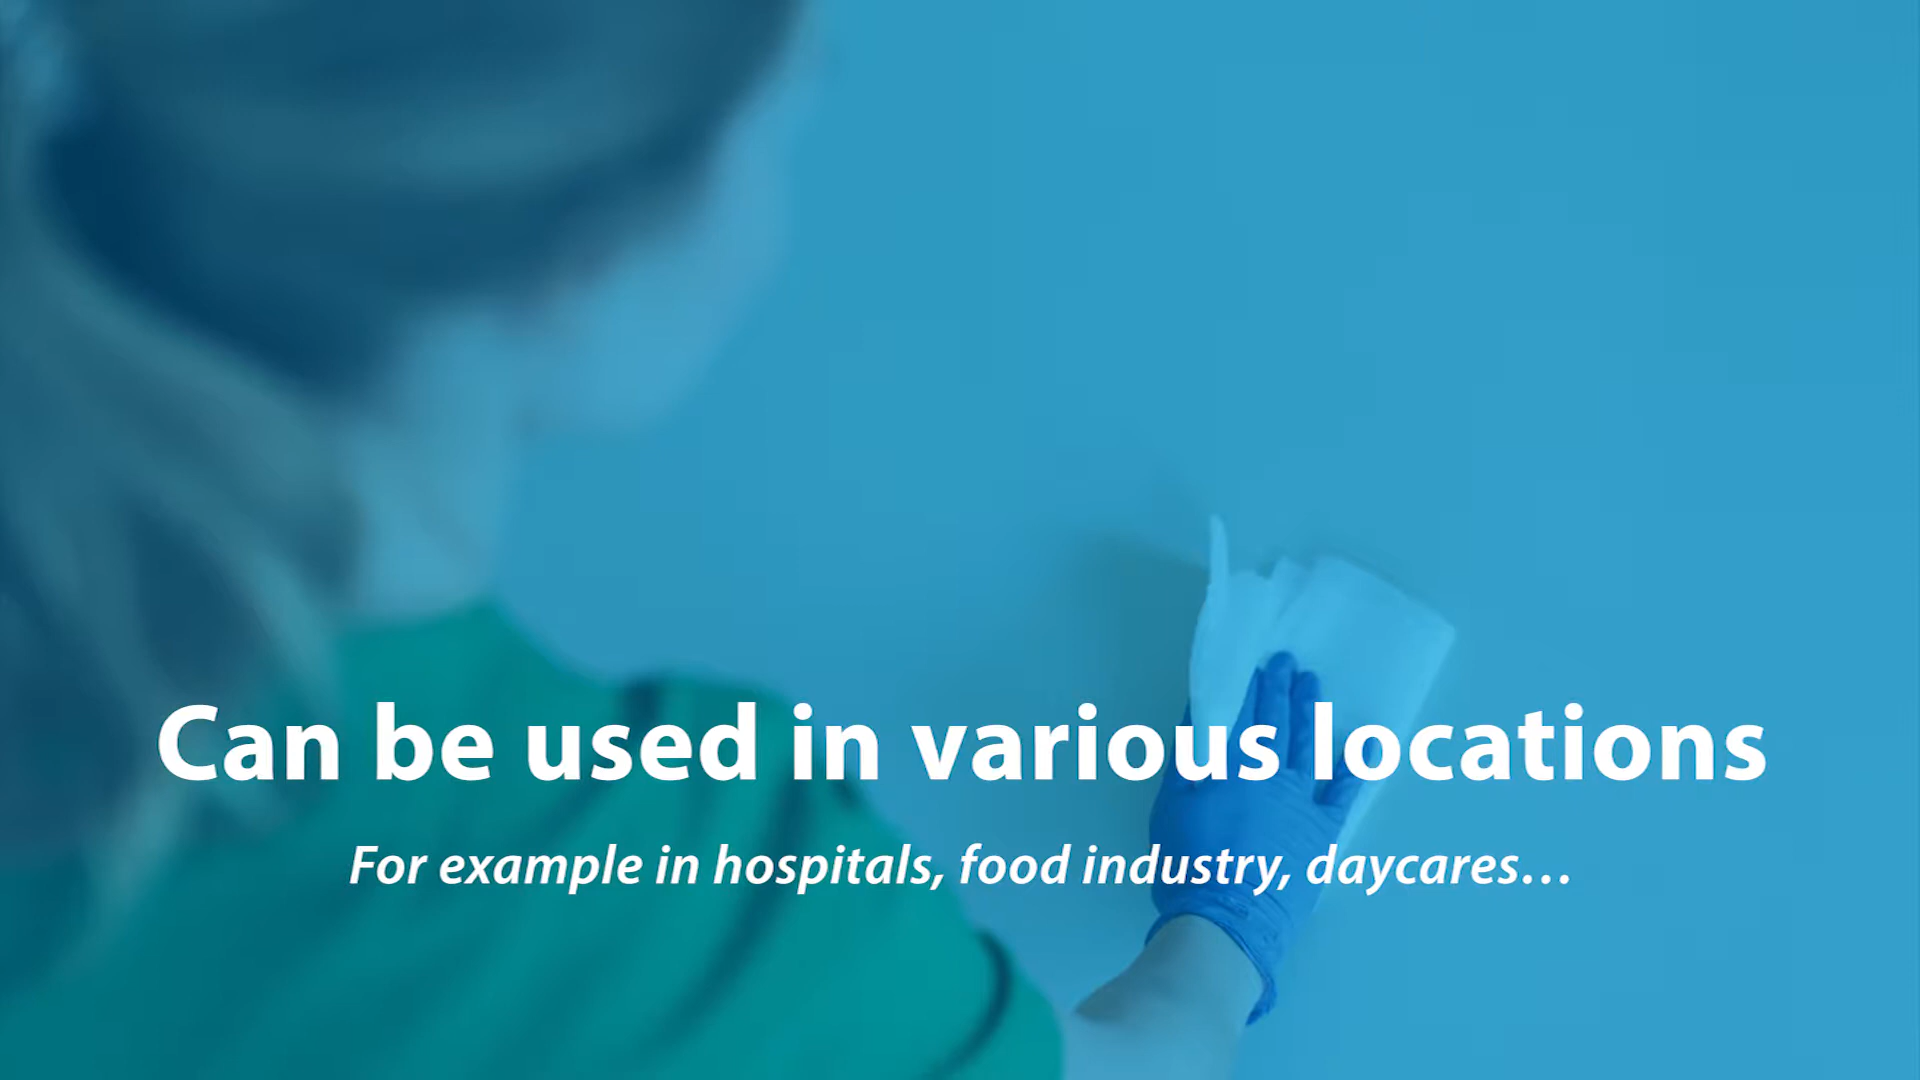 Can be used in various locations
For example in hospitals, food industry, daycares…